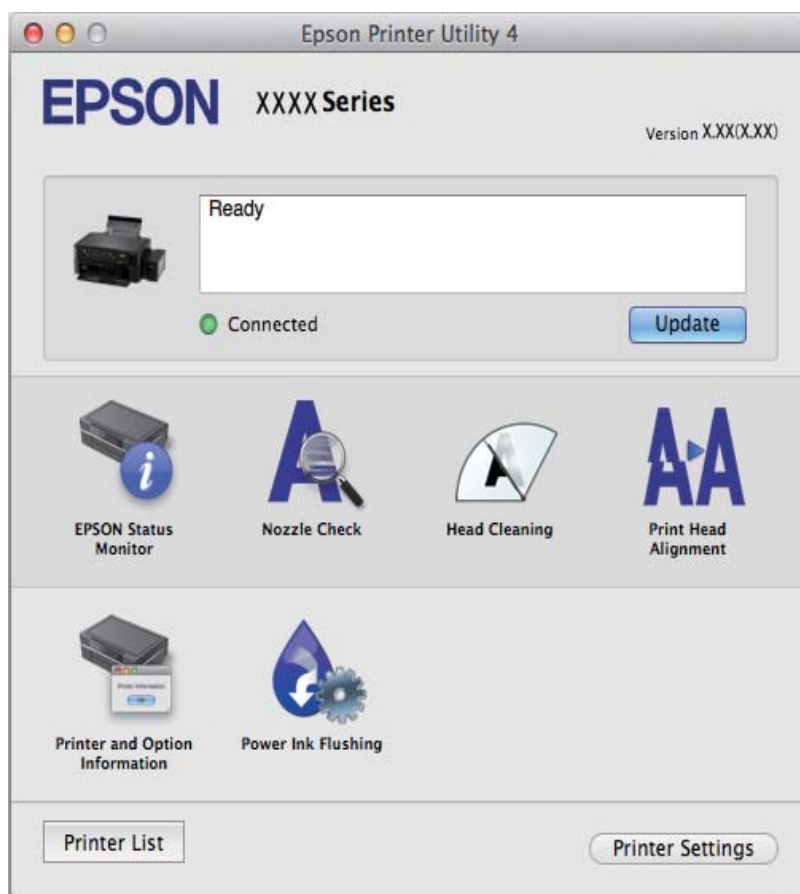 Epson Printer Utility 4
EPSON XXXX Series
Version X.XX(X.XX)
Ready
Connected
Update
EPSON Status
Monitor
Nozzle Check
Head Cleaning
Print Head
Alignment
Printer and Option
Information
Power Ink Flushing
Printer List
Printer Settings